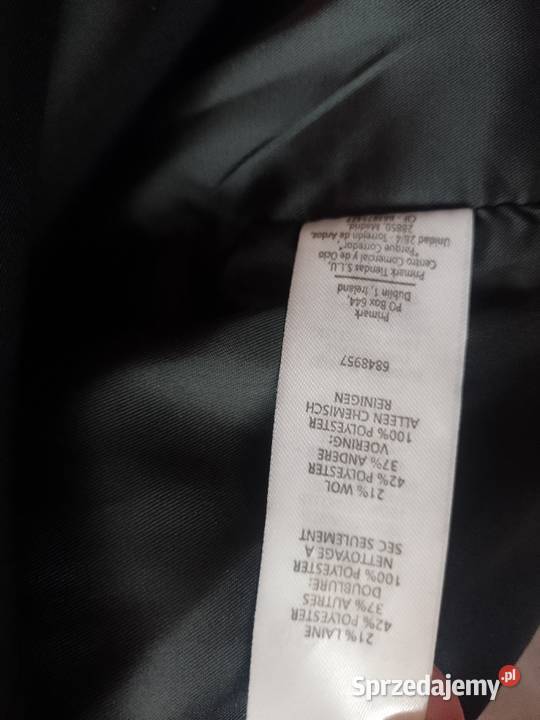 21% LAINE
42% POLYESTER
37% AUTRES
DOUBLURE:
100% POLYESTER
NETTOYAGE A
SEC SEULEMENT
21% WOL
42% POLYESTER
37% ANDERE
VOERING:
100% POLYESTER
ALLEEN CHEMISCH
REINIGEN
6848957
Primark
PO Box 644,
Dublin 1, Ireland
Primark Tiendas S.L.U,
Centro Comercial y de Ocio
"Parque Corredor"
Unidad 28/4 - Torrejón de Ardoz,
28850, Madrid
Sprzedajemy.pl